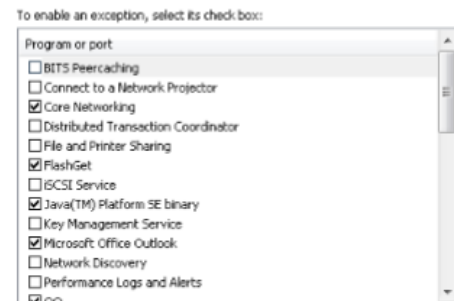 To enable an exception, select its check box:
Program or port
BITS Peercaching
Connect to a Network Projector
Core Networking
Distributed Transaction Coordinator
File and Printer Sharing
FlashGet
iSCSI Service
Java(TM) Platform SE binary
Key Management Service
Microsoft Office Outlook
Network Discovery
Performance Logs and Alerts